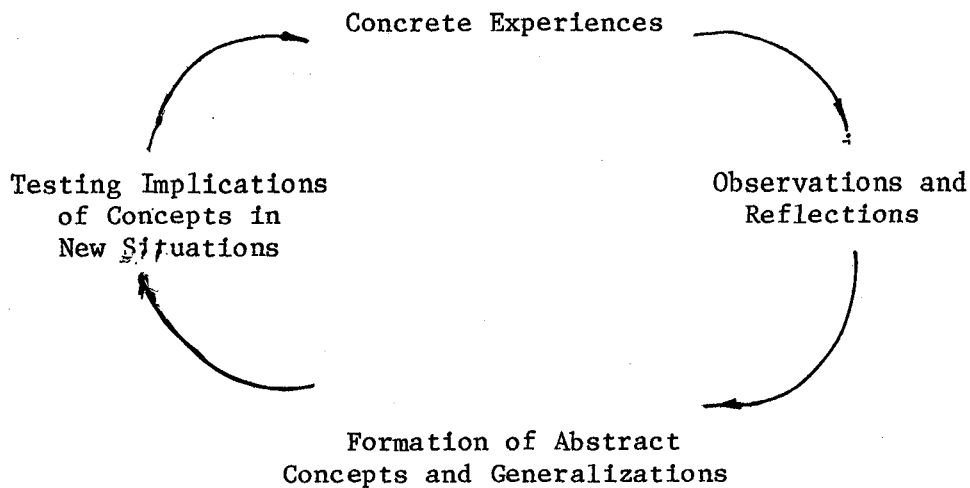 Concrete Experiences
Observations and
Reflections
Formation of Abstract
Concepts and Generalizations
Testing Implications
of Concepts in
New Situations